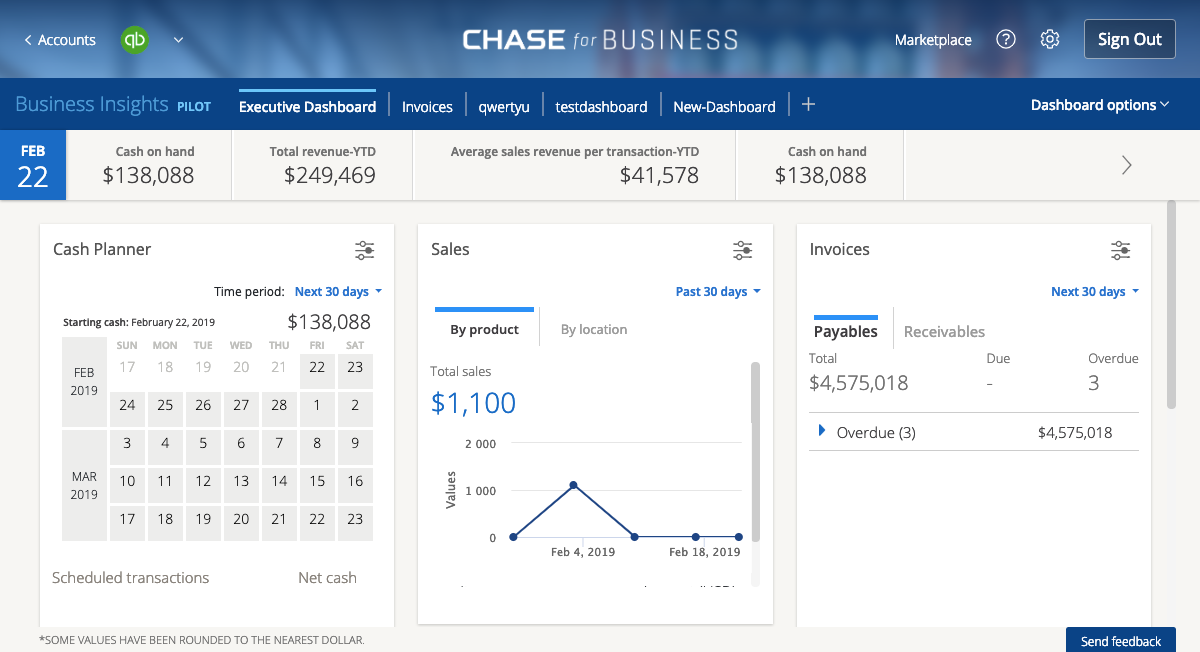 Accounts
qb
CHASE for BUSINESS
Marketplace
?
Sign Out
Business Insights PILOT
Executive Dashboard
Invoices
qwertyu
testdashboard
New-Dashboard
+
Dashboard options
FEB
22
Cash on hand
$138,088
Total revenue-YTD
$249,469
Average sales revenue per transaction-YTD
$41,578
Cash on hand
$138,088
Cash Planner
Time period: Next 30 days
Starting cash: February 22, 2019 $138,088
SUN MON TUE WED THU FRI SAT
FEB
2019
17 18 19 20 21 22 23
24 25 26 27 28 1 2
MAR
2019
3 4 5 6 7 8 9
10 11 12 13 14 15 16
17 18 19 20 21 22 23
Scheduled transactions Net cash
Sales
Past 30 days
By product By location
Total sales
$1,100
Values
2 000
1 000
0
Feb 4, 2019 Feb 18, 2019
Invoices
Next 30 days
Payables Receivables
Total Due Overdue
$4,575,018 - 3
Overdue (3) $4,575,018
*SOME VALUES HAVE BEEN ROUNDED TO THE NEAREST DOLLAR.
Send feedback